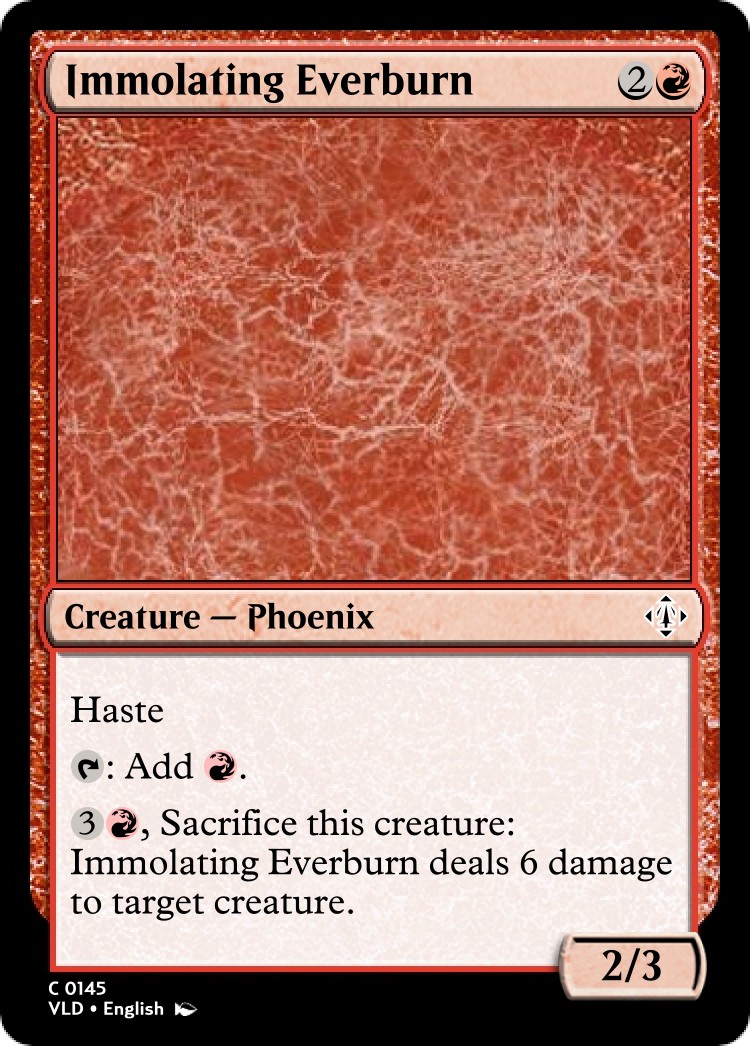 Immolating Everburn 2
Creature — Phoenix
Haste
: Add .
3, Sacrifice this creature:
Immolating Everburn deals 6 damage
to target creature.
2/3
C 0145
VLD • English